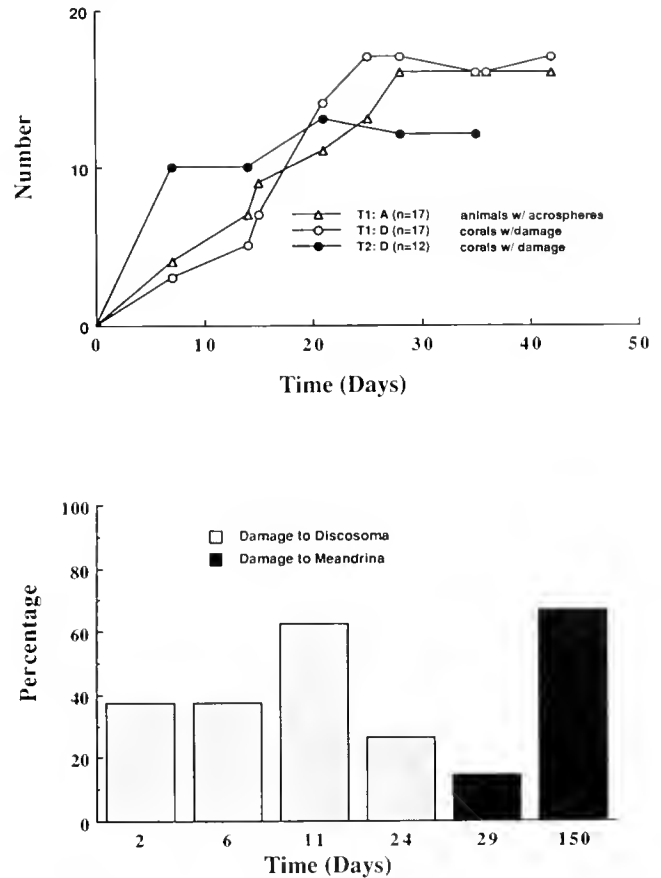 20
10
0
Number
T1: A (n=17) animals w/ acrospheres
T1: D (n=17) corals w/damage
T2: D (n=12) corals w/ damage
0 10 20 30 40 50
Time (Days)
100
80
60
40
20
0
Percentage
Damage to Discosoma
Damage to Meandrina
2 6 11 24 29 150
Time (Days)